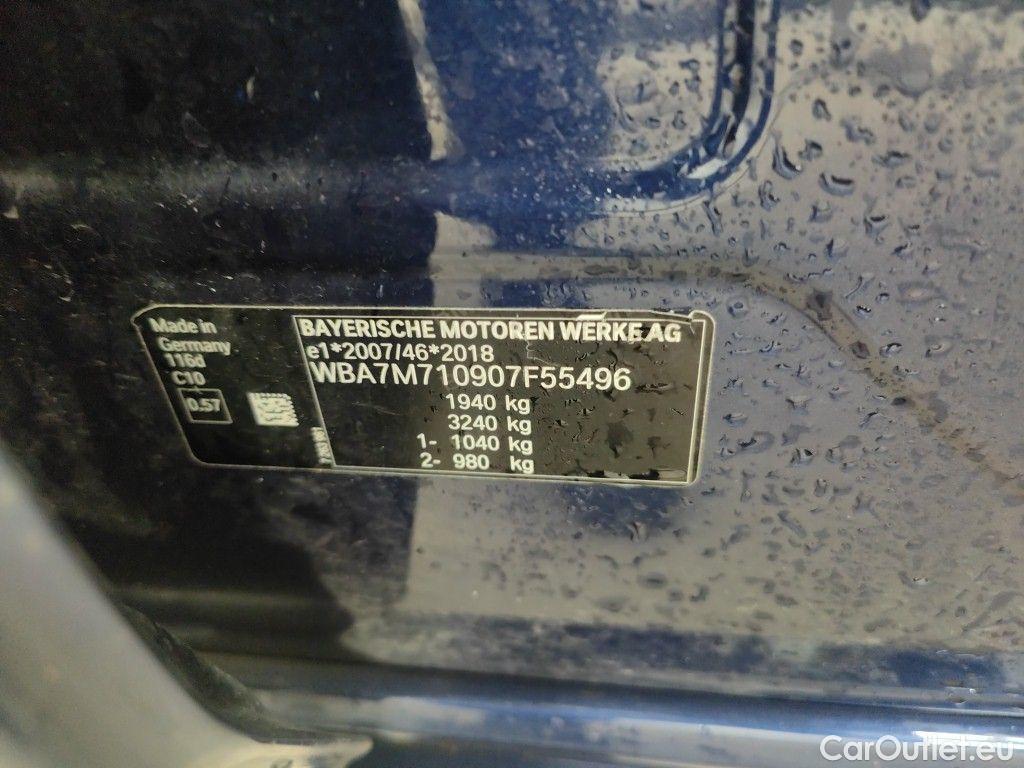 Made in
Germany
116d
C10
0.57
BAYERISCHE MOTOREN WERKE AG
e1*2007/46*2018
WBA7M710907F55496
1940 kg
3240 kg
1- 1040 kg
2- 980 kg
CarOutlet.eu